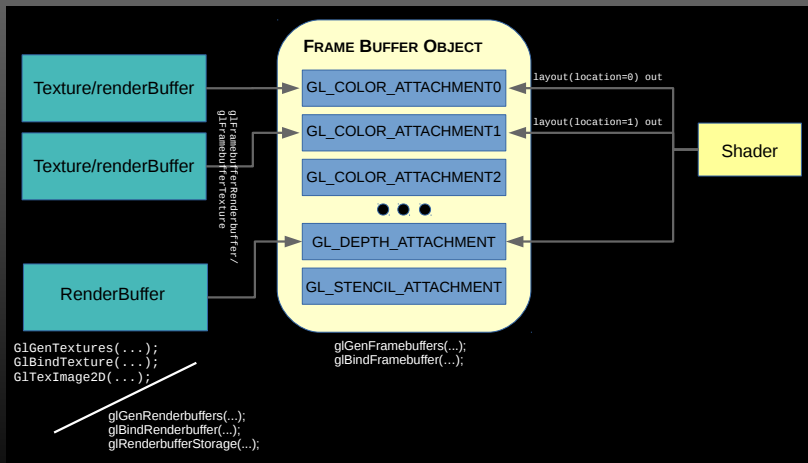 FRAME BUFFER OBJECT
Texture/renderBuffer
GL_COLOR_ATTACHMENT0
layout(location=0) out
glFramebufferRenderbuffer/
glFramebufferTexture
Texture/renderBuffer
GL_COLOR_ATTACHMENT1
layout(location=1) out
Shader
GL_COLOR_ATTACHMENT2
GL_DEPTH_ATTACHMENT
RenderBuffer
GL_STENCIL_ATTACHMENT
GlGenTextures(...);
GlBindTexture(...);
GlTexImage2D(...);
glGenFramebuffers(...);
glBindFramebuffer(...);
glGenRenderbuffers(...);
glBindRenderbuffer(...);
glRenderbufferStorage(...);